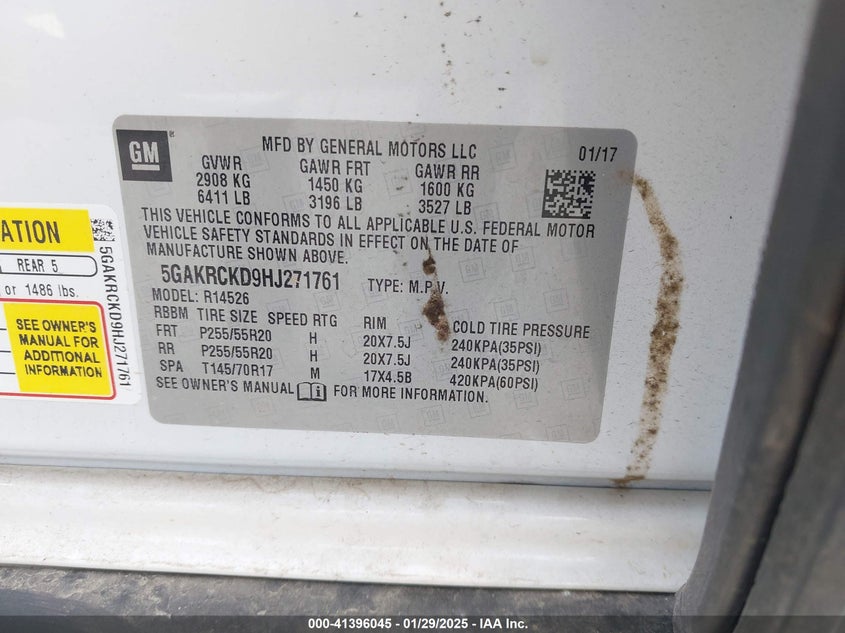 GM
MFD BY GENERAL MOTORS LLC 01/17
GVWR GAWR FRT GAWR RR
2908 KG 1450 KG 1600 KG
6411 LB 3196 LB 3527 LB
THIS VEHICLE CONFORMS TO ALL APPLICABLE U.S. FEDERAL MOTOR
VEHICLE SAFETY STANDARDS IN EFFECT ON THE DATE OF
MANUFACTURE SHOWN ABOVE.
5GAKRCKD9HJ271761 TYPE: M.P.V.
MODEL: R14526
RBBM TIRE SIZE SPEED RTG RIM COLD TIRE PRESSURE
FRT P255/55R20 H 20X7.5J 240KPA(35PSI)
RR P255/55R20 H 20X7.5J 240KPA(35PSI)
SPA T145/70R17 M 17X4.5B 420KPA(60PSI)
SEE OWNER'S MANUAL FOR MORE INFORMATION.
ATION
REAR 5
or 1486 lbs.
SEE OWNER'S
MANUAL FOR
ADDITIONAL
INFORMATION
5GAKRCKD9HJ271761
000-41396045 - 01/29/2025 - IAA Inc.